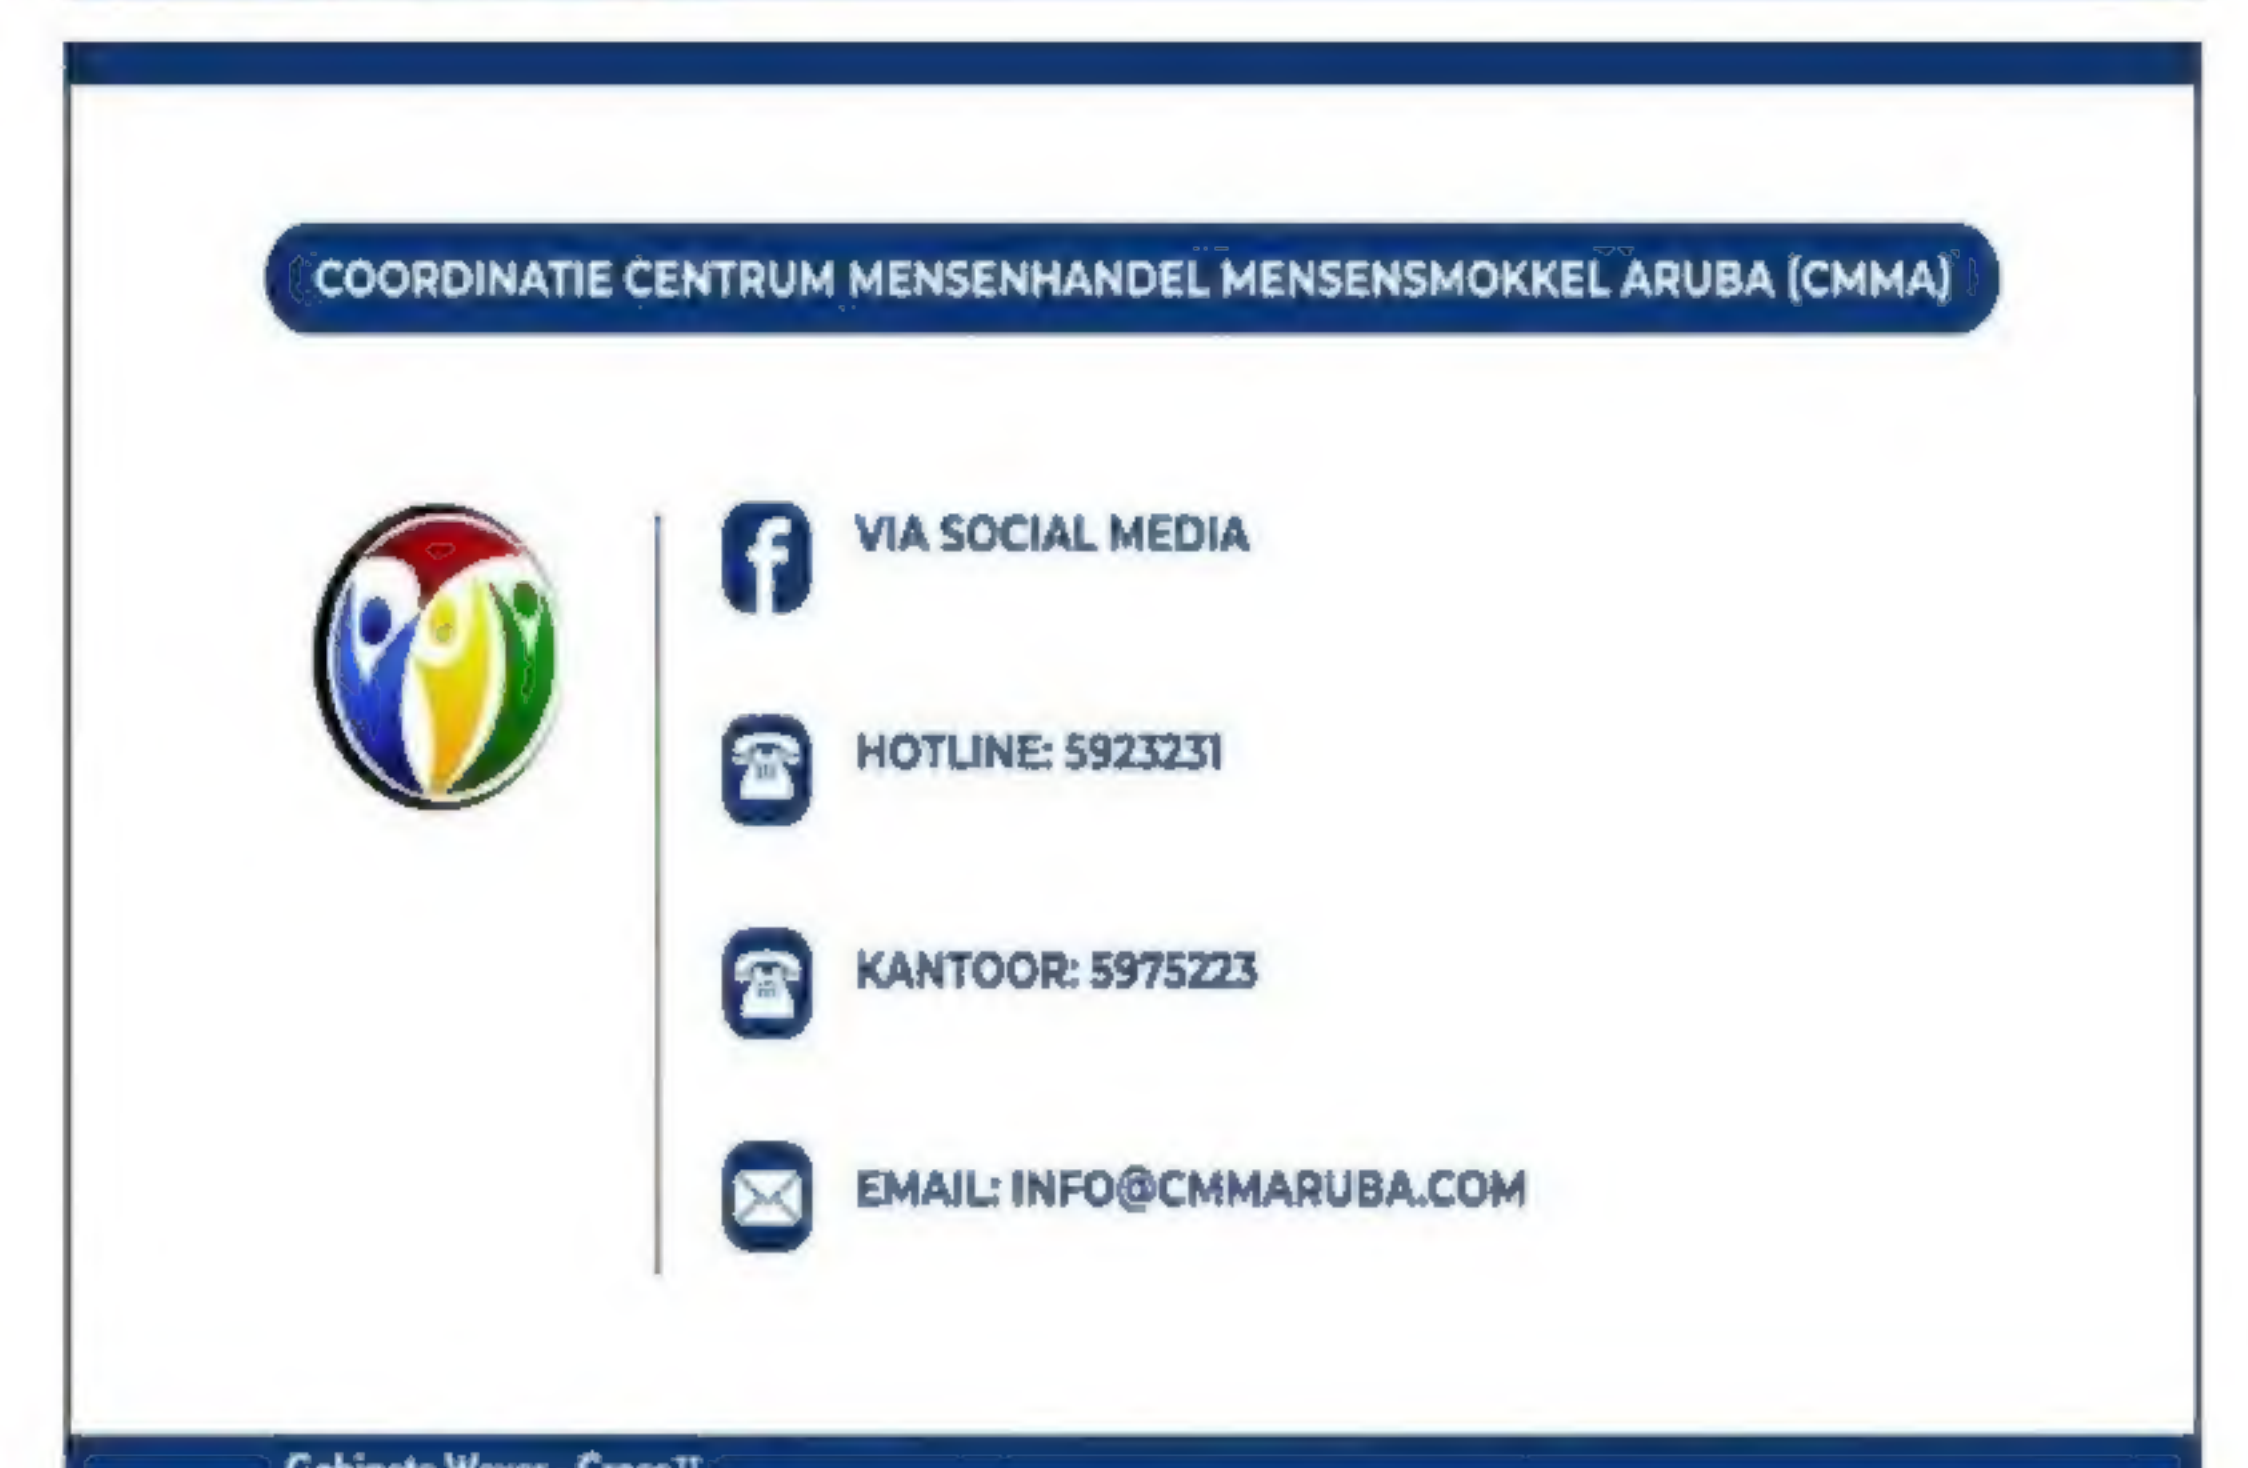 COORDINATIE CENTRUM MENSENHANDEL MENSENSMOKKEL ARUBA (CMMA)
VIA SOCIAL MEDIA
HOTLINE: 5923231
KANTOOR: 5975223
EMAIL: INFO@CMMARUBA.COM